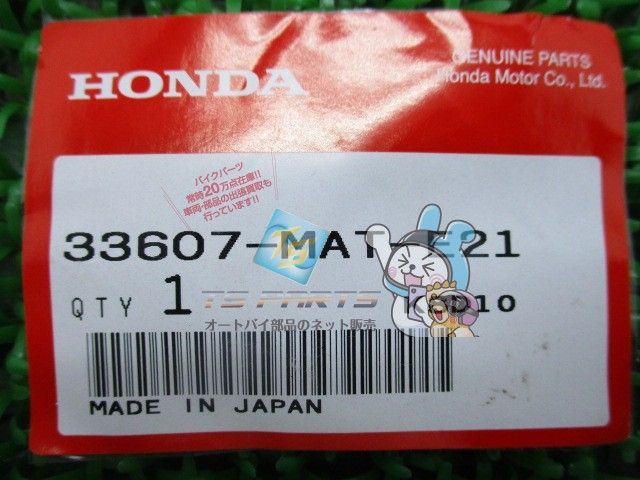 HONDA
GENUINE PARTS
Honda Motor Co., Ltd.
バイクパーツ
常時20万点在庫!!
車両・部品の出張買取も
行っています!!
33607-MAT-E21
QTY 1
TS PARTS
オートバイ部品のネット販売
MADE IN JAPAN